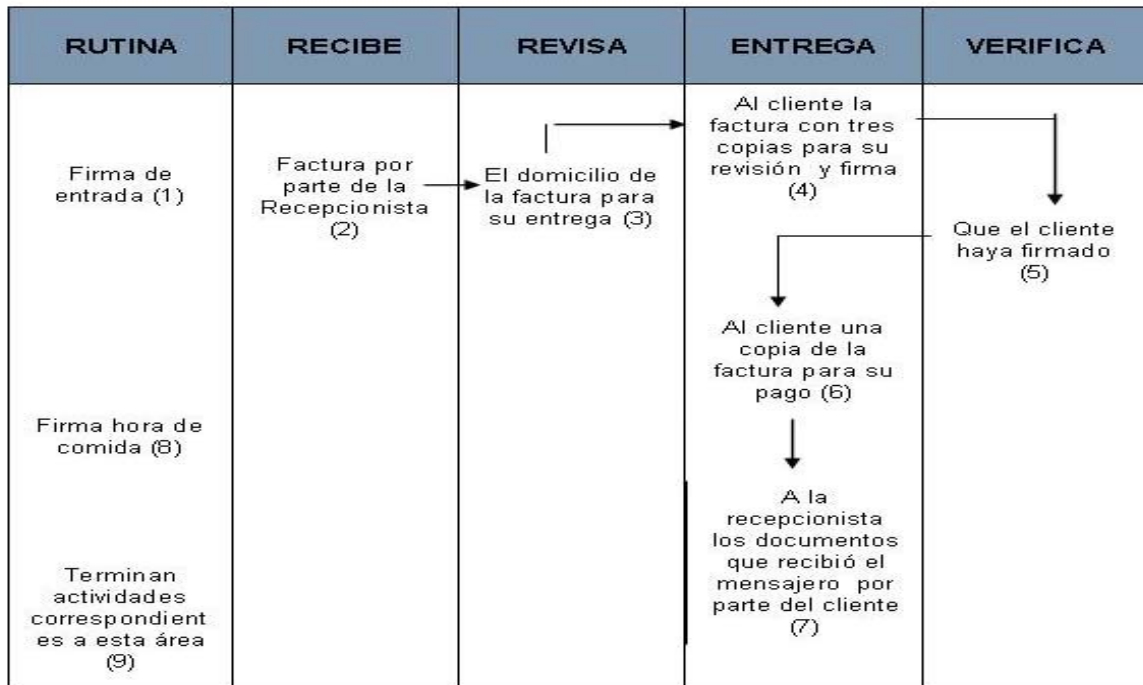 RUTINA
RECIBE
REVISA
ENTREGA
VERIFICA
Firma de
entrada (1)
Factura por
parte de la
Recepcionista
(2)
El domicilio de
la factura para
su entrega (3)
Al cliente la
factura con tres
copias para su
revisión y firma
(4)
Que el cliente
haya firmado
(5)
Al cliente una
copia de la
factura para su
pago (6)
A la
recepcionista
los documentos
que recibió el
mensajero por
parte del cliente
(7)
Firma hora de
comida (8)
Terminan
actividades
correspondient
es a esta área
(9)